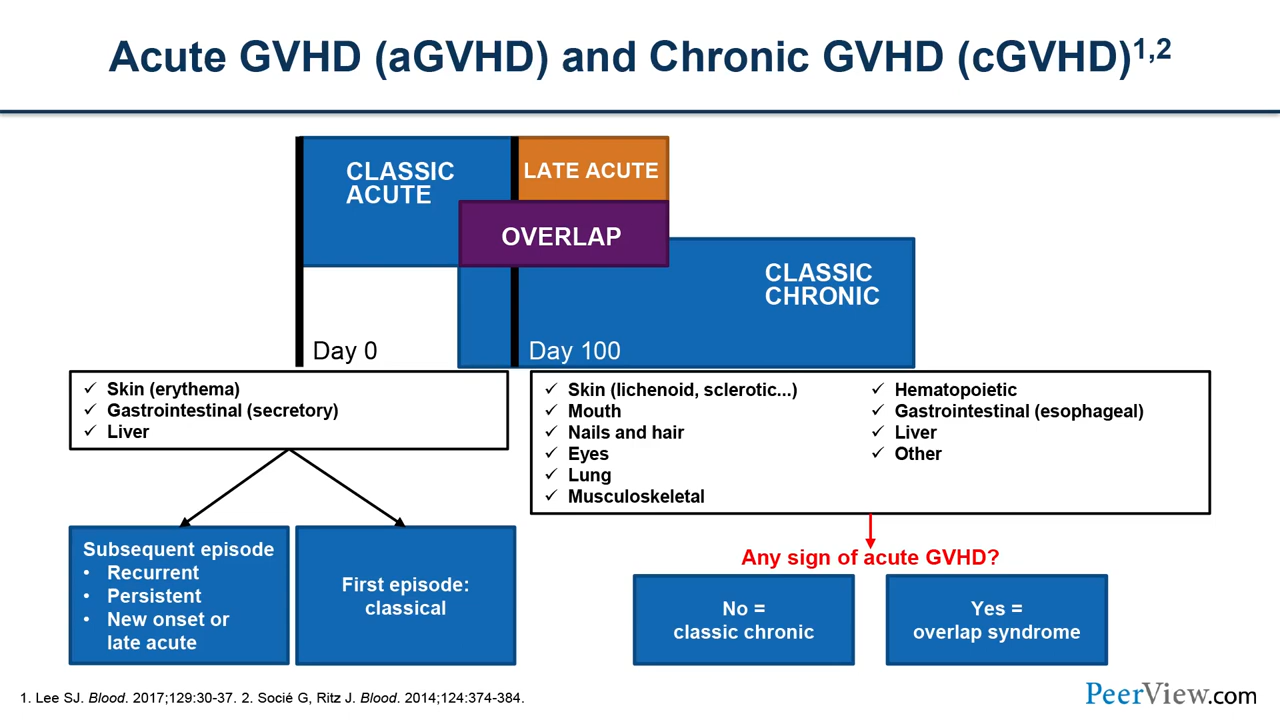 Acute GVHD (aGVHD) and Chronic GVHD (cGVHD)1,2
CLASSIC
ACUTE
LATE ACUTE
OVERLAP
CLASSIC
CHRONIC
Day 0
Day 100
✓ Skin (erythema)
✓ Gastrointestinal (secretory)
✓ Liver
✓ Skin (lichenoid, sclerotic...)
✓ Mouth
✓ Nails and hair
✓ Eyes
✓ Lung
✓ Musculoskeletal
✓ Hematopoietic
✓ Gastrointestinal (esophageal)
✓ Liver
✓ Other
Subsequent episode
• Recurrent
• Persistent
• New onset or
late acute
First episode:
classical
Any sign of acute GVHD?
No =
classic chronic
Yes =
overlap syndrome
1. Lee SJ. Blood. 2017;129:30-37. 2. Socié G, Ritz J. Blood. 2014;124:374-384.
PeerView.com